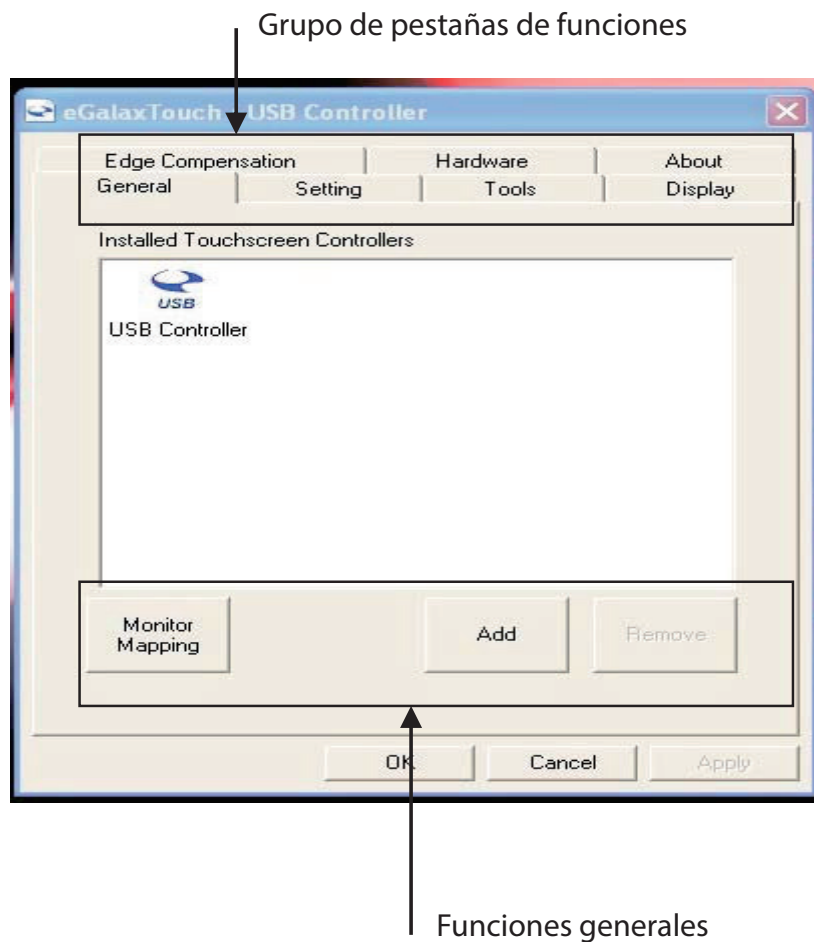 Grupo de pestañas de funciones
eGalaxTouch : USB Controller
Edge Compensation Hardware About
General Setting Tools Display
Installed Touchscreen Controllers
USB
USB Controller
Monitor
Mapping
Add
Remove
OK Cancel Apply
Funciones generales